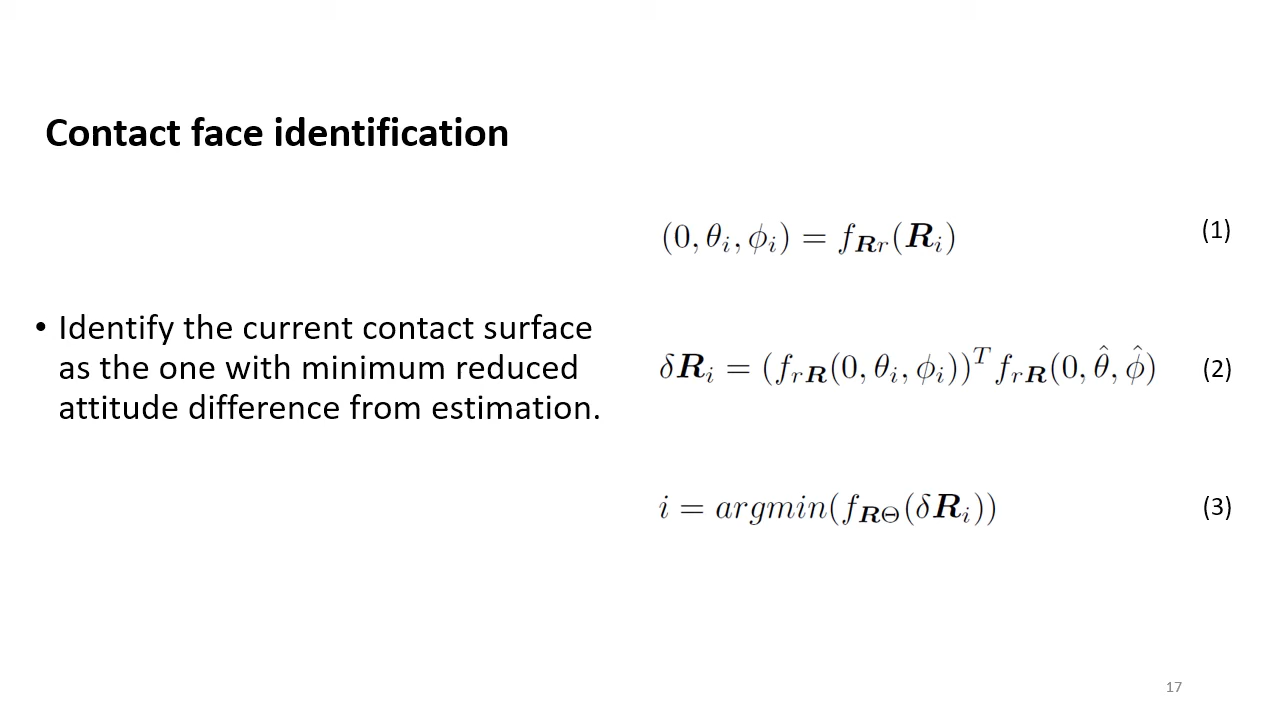 Contact face identification
(0, θ_i, ϕ_i) = f_{𝑹r}(𝑹_i) (1)
• Identify the current contact surface
as the one with minimum reduced
attitude difference from estimation.
δ𝑹_i = (f_{r𝑹}(0, θ_i, ϕ_i))^T f_{r𝑹}(0, θ̂, ϕ̂) (2)
i = argmin(f_{𝑹Θ}(δ𝑹_i)) (3)
17